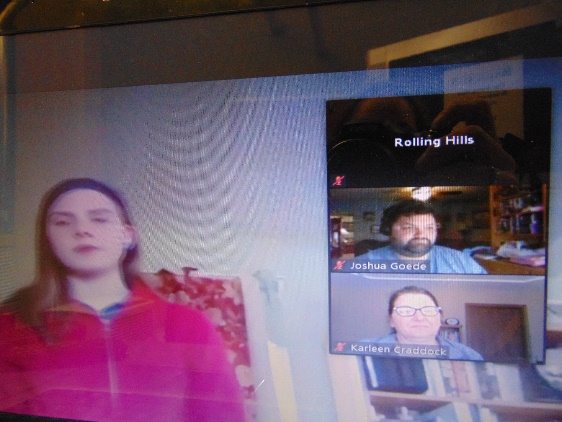 Rolling Hills
Joshua Goede
Karleen Craddock